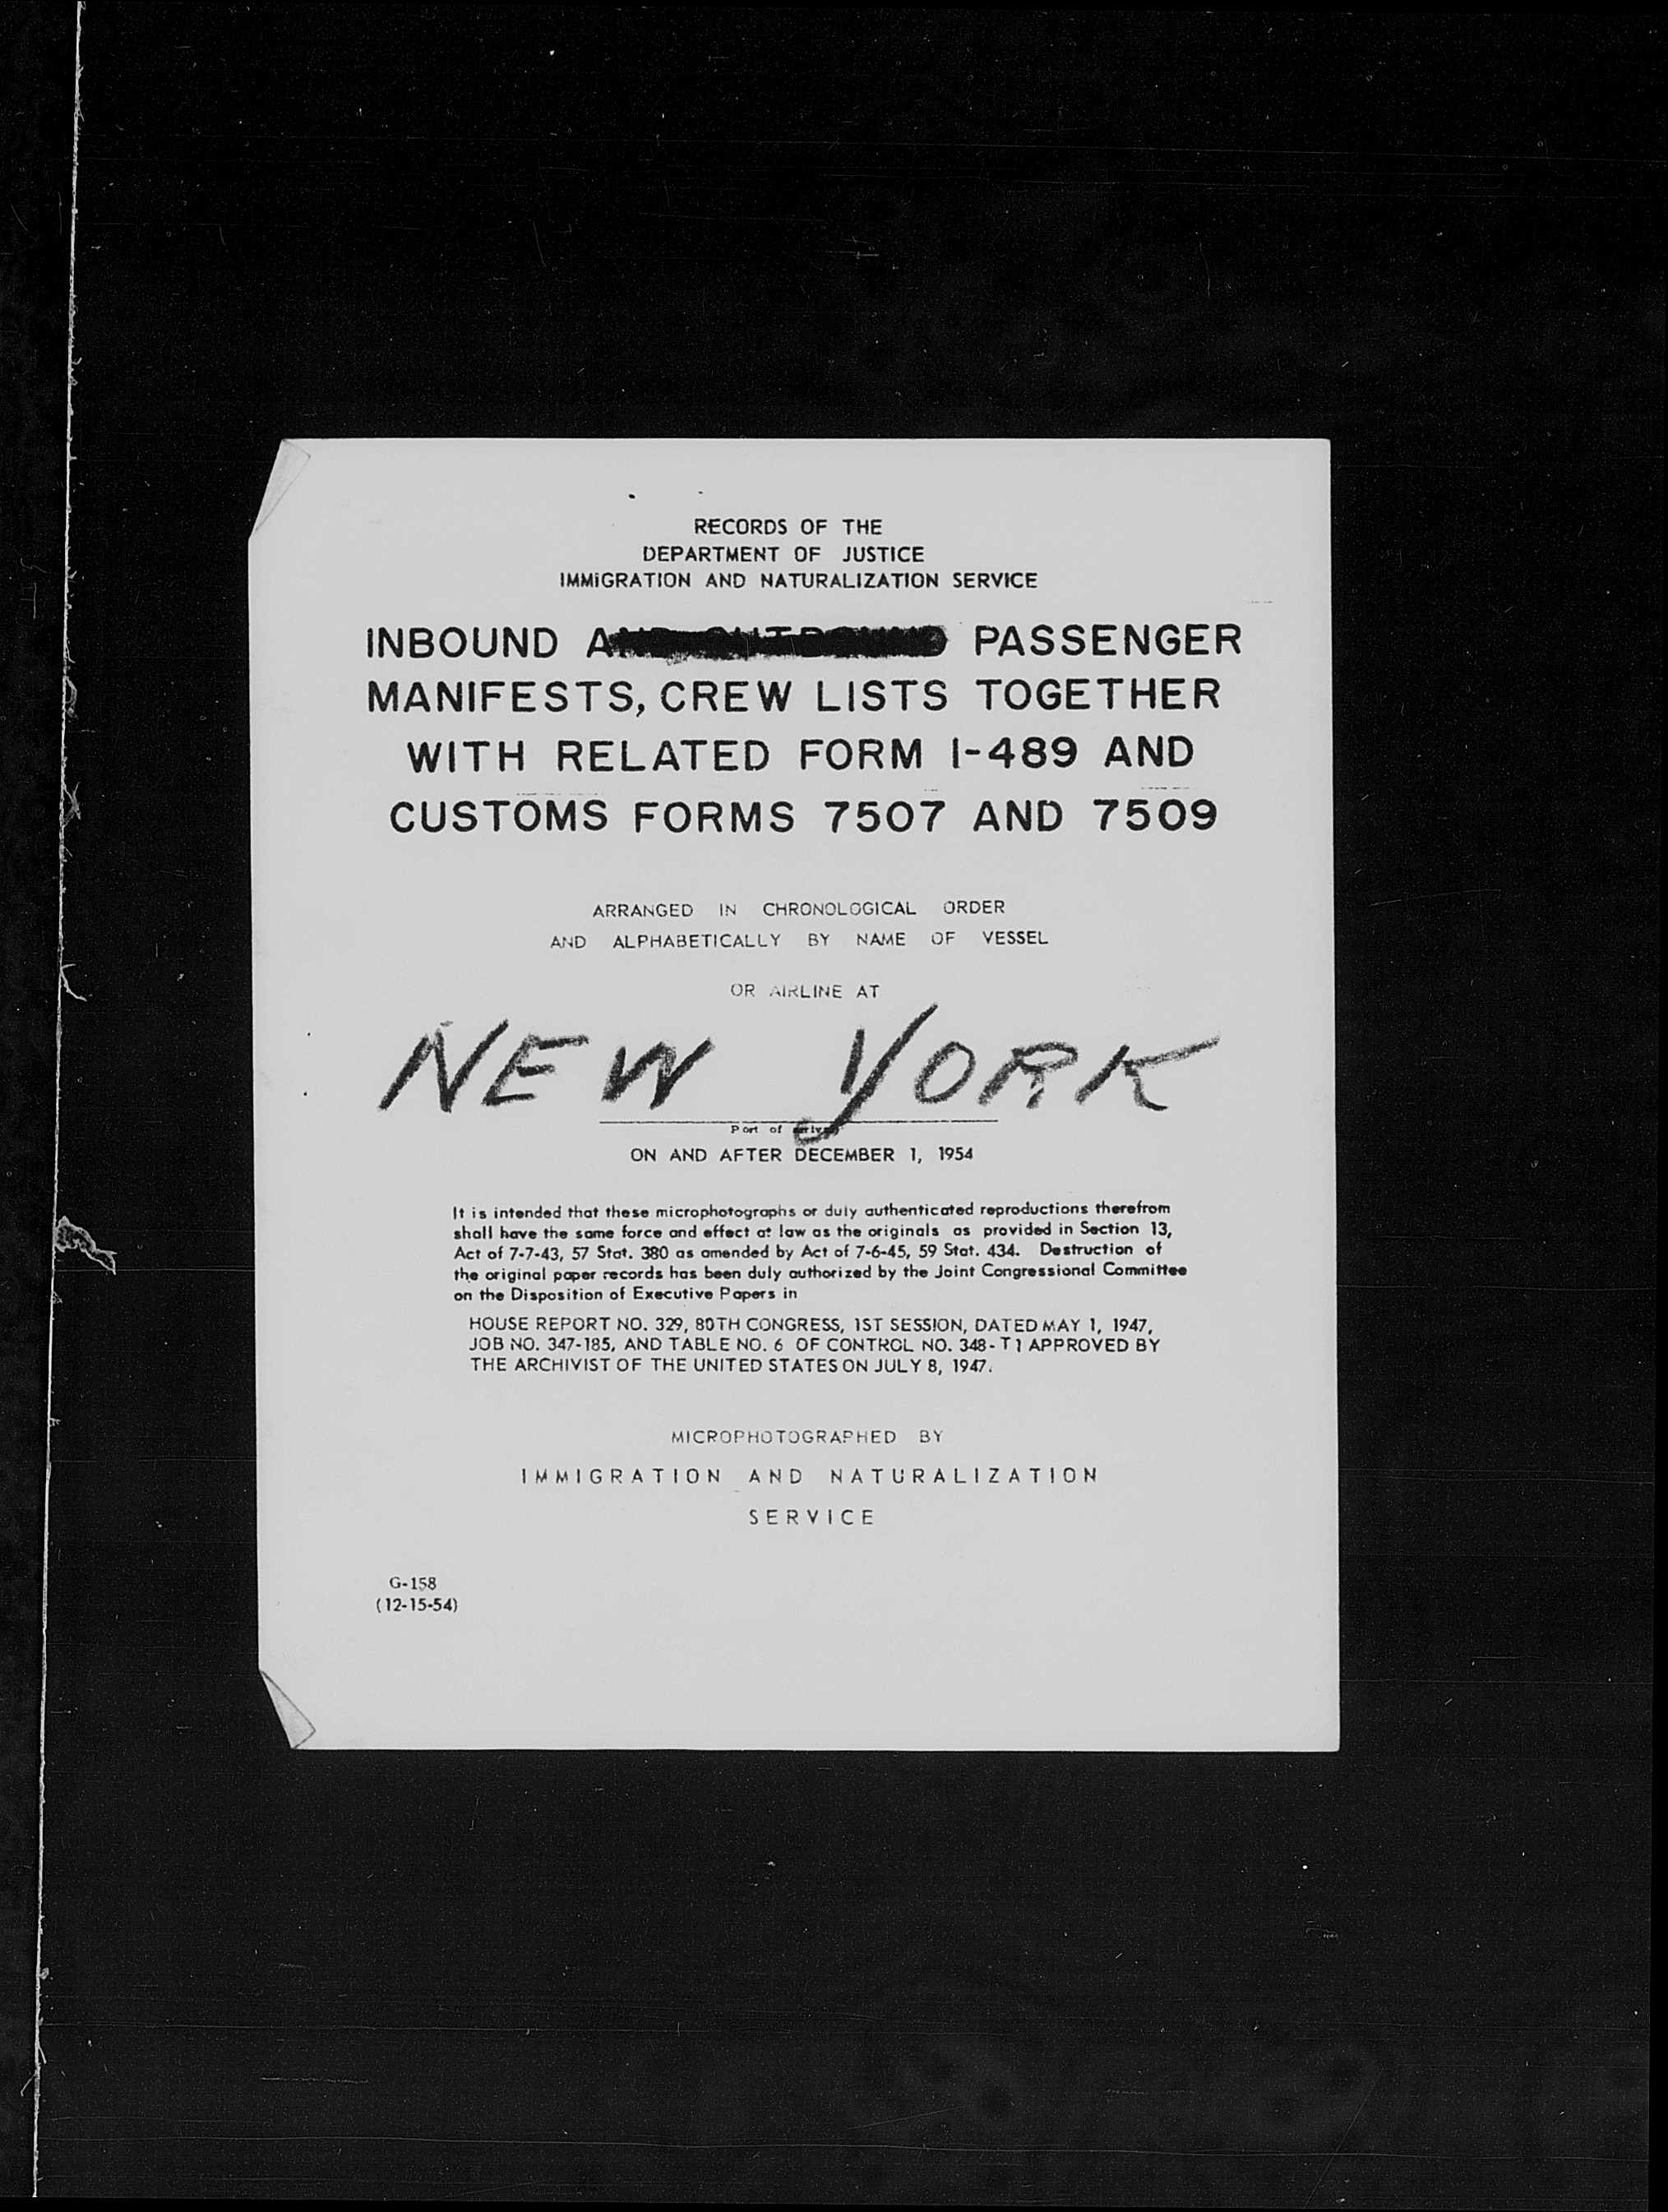 RECORDS OF THE
DEPARTMENT OF JUSTICE
IMMIGRATION AND NATURALIZATION SERVICE
INBOUND AND OUTBOUND PASSENGER
MANIFESTS, CREW LISTS TOGETHER
WITH RELATED FORM I-489 AND
CUSTOMS FORMS 7507 AND 7509
ARRANGED IN CHRONOLOGICAL ORDER
AND ALPHABETICALLY BY NAME OF VESSEL
OR AIRLINE AT
NEW YORK
Port of arrival
ON AND AFTER DECEMBER 1, 1954
It is intended that these microphotographs or duly authenticated reproductions therefrom
shall have the same force and effect at law as the originals as provided in Section 13,
Act of 7-7-43, 57 Stat. 380 as amended by Act of 7-6-45, 59 Stat. 434. Destruction of
the original paper records has been duly authorized by the Joint Congressional Committee
on the Disposition of Executive Papers in
HOUSE REPORT NO. 329, 80TH CONGRESS, 1ST SESSION, DATED MAY 1, 1947,
JOB NO. 347-185, AND TABLE NO. 6 OF CONTROL NO. 348-T1 APPROVED BY
THE ARCHIVIST OF THE UNITED STATES ON JULY 8, 1947.
MICROPHOTOGRAPHED BY
IMMIGRATION AND NATURALIZATION
SERVICE
G-158
(12-15-54)